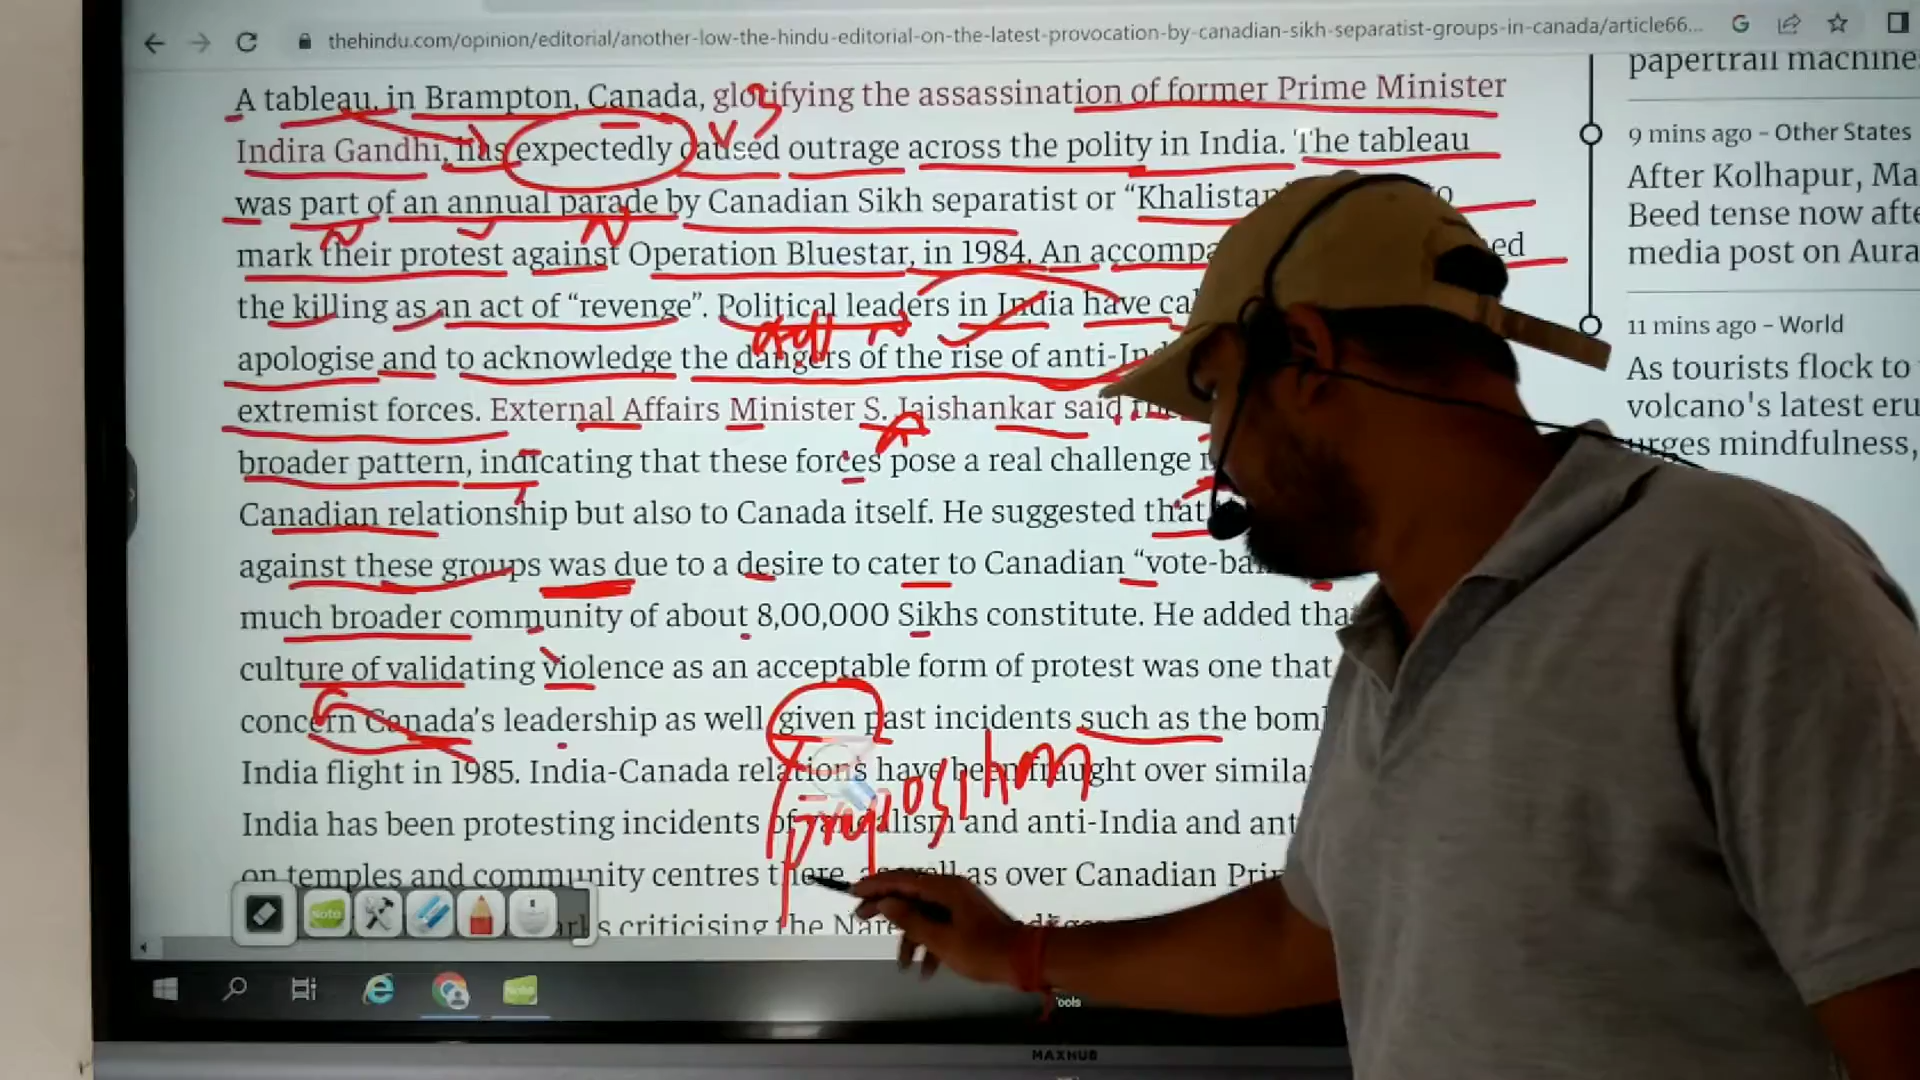 thehindu.com/opinion/editorial/another-low-the-hindu-editorial-on-the-latest-provocation-by-canadian-sikh-separatist-groups-in-canada/article66...
papertrail machine
A tableau, in Brampton, Canada, glorifying the assassination of former Prime Minister
V3
Indira Gandhi, has expectedly caused outrage across the polity in India. The tableau
9 mins ago – Other States
was part of an annual parade by Canadian Sikh separatist or “Khalistan
to
After Kolhapur, Ma
Beed tense now afte
media post on Aura
mark their protest against Operation Bluestar, in 1984. An accompa
ed
the killing as an act of “revenge”. Political leaders in India have cal
11 mins ago – World
apologise and to acknowledge the dangers of the rise of anti-Ind
As tourists flock to
volcano's latest eru
urges mindfulness,
extremist forces. External Affairs Minister S. Jaishankar said
broader pattern, indicating that these forces pose a real challenge
Canadian relationship but also to Canada itself. He suggested that
against these groups was due to a desire to cater to Canadian “vote-ba
much broader community of about 8,00,000 Sikhs constitute. He added tha
culture of validating violence as an acceptable form of protest was one that
concern Canada’s leadership as well, given past incidents such as the bom
India flight in 1985. India-Canada relations have been fraught over simila
preposition
India has been protesting incidents of vandalism and anti-India and ant
on temples and community centres there, as well as over Canadian Pri
s criticising the Nare
Note
Note
ools
MAXHUB